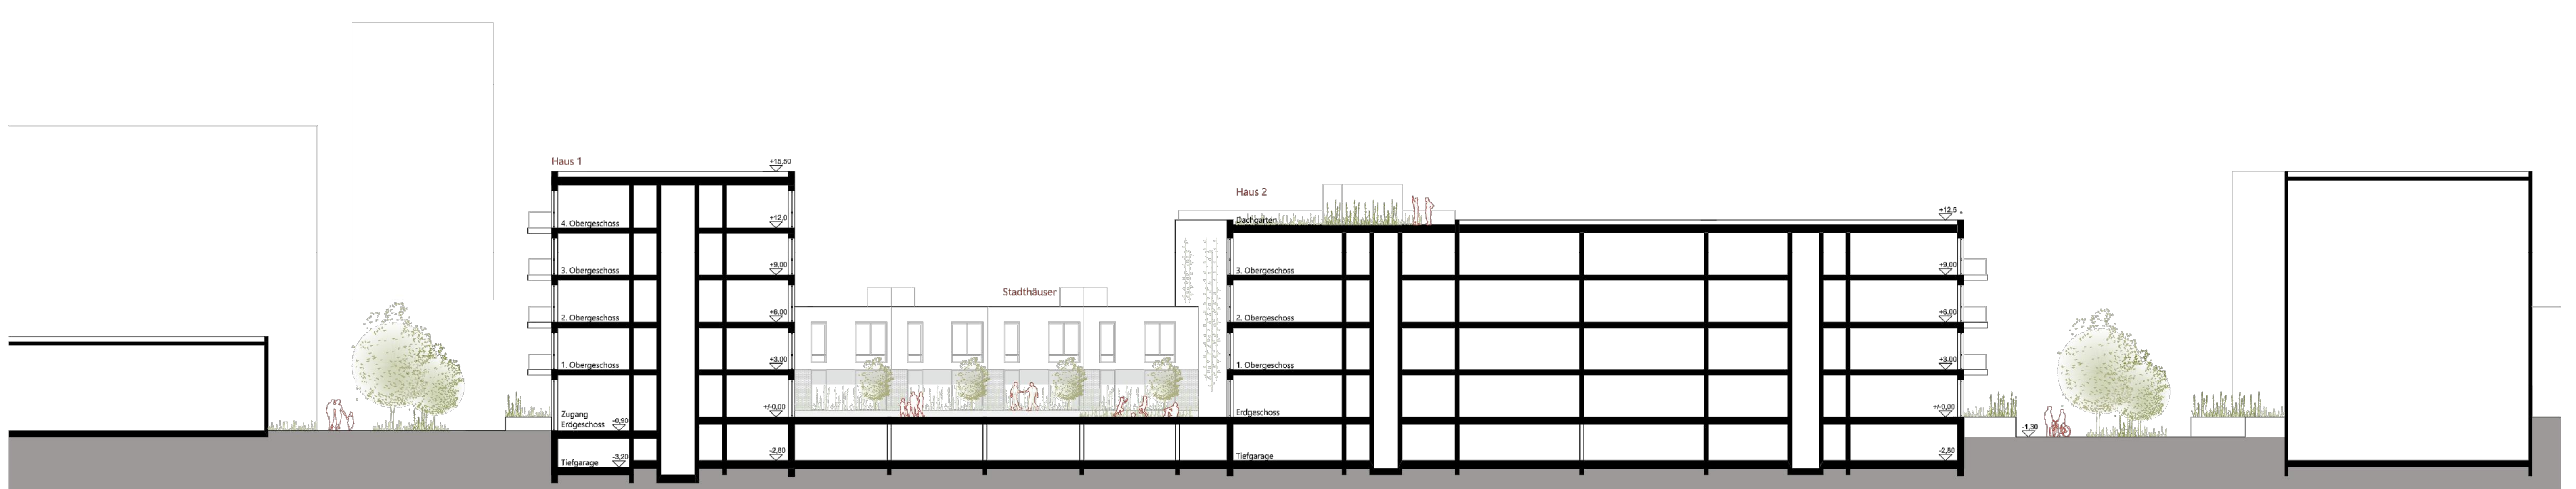 Haus 1
+15,50
4. Obergeschoss
+12,0
3. Obergeschoss
+9,00
2. Obergeschoss
+6,00
1. Obergeschoss
+3,00
Zugang
Erdgeschoss
-0,90
+/-0,00
Tiefgarage
-3,20
-2,80
Stadthäuser
Haus 2
Dachgarten
+12,5
3. Obergeschoss
+9,00
2. Obergeschoss
+6,00
1. Obergeschoss
+3,00
Erdgeschoss
+/-0,00
Tiefgarage
-2,80
-1,30